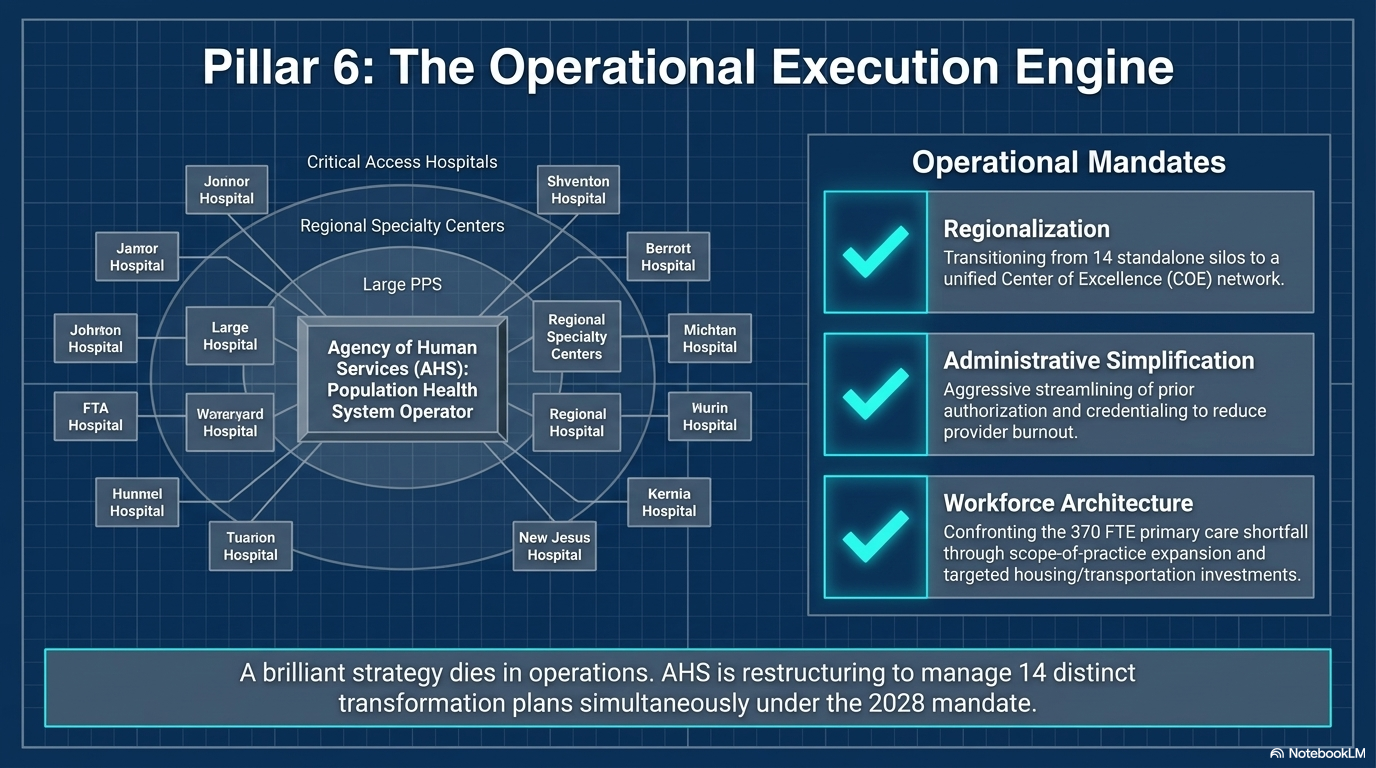 Pillar 6: The Operational Execution Engine
Critical Access Hospitals
Regional Specialty Centers
Large PPS
Jonnor
Hospital
Shventon
Hospital
Jamror
Hospital
Berrott
Hospital
Johnton
Hospital
Large
Hospital
Agency of Human
Services (AHS):
Population Health
System Operator
Regional
Specialty
Centers
Michtan
Hospital
FTA
Hospital
Hospital
Regional
Hospital
Wurin
Hospital
Hummel
Hospital
Kernia
Hospital
Tuarion
Hospital
New Jesus
Hospital
Operational Mandates
Regionalization
Transitioning from 14 standalone silos to a
unified Center of Excellence (COE) network.
Administrative Simplification
Aggressive streamlining of prior
authorization and credentialing to reduce
provider burnout.
Workforce Architecture
Confronting the 370 FTE primary care shortfall
through scope-of-practice expansion and
targeted housing/transportation investments.
A brilliant strategy dies in operations. AHS is restructuring to manage 14 distinct
transformation plans simultaneously under the 2028 mandate.
NotebookLM